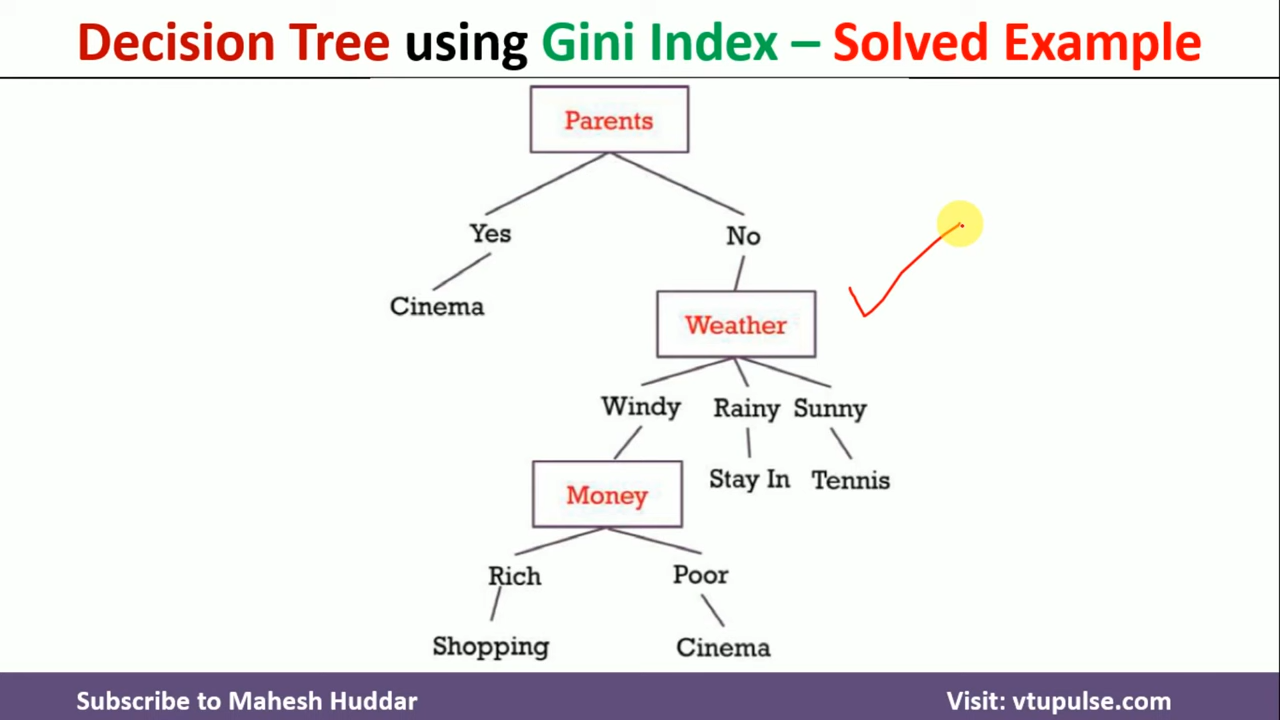 Decision Tree using Gini Index – Solved Example
Parents
Yes
No
Cinema
Weather
Windy Rainy Sunny
Stay In Tennis
Money
Rich Poor
Shopping Cinema
Subscribe to Mahesh Huddar
Visit: vtupulse.com